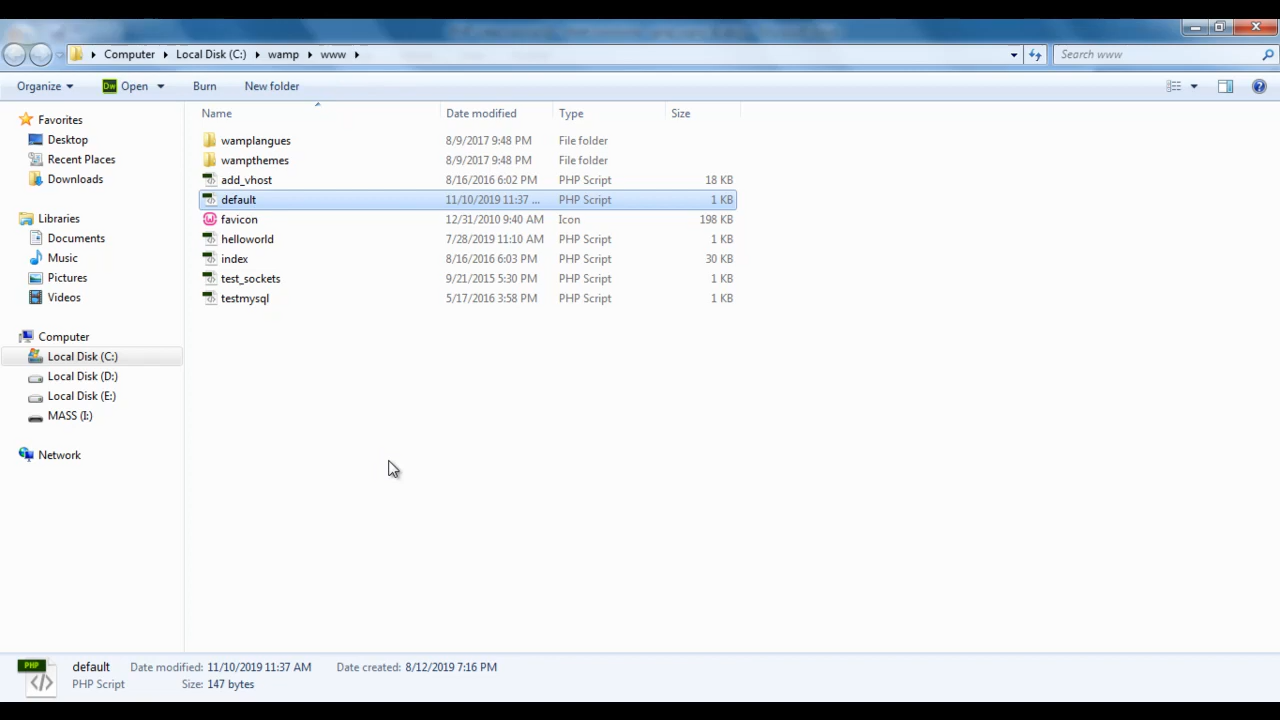 Computer Local Disk (C:) wamp www Search www
Organize Dw Open Burn New folder
Name Date modified Type Size
Favorites
Desktop
Recent Places
Downloads
Libraries
Documents
Music
Pictures
Videos
Computer
Local Disk (C:)
Local Disk (D:)
Local Disk (E:)
MASS (I:)
Network
wamplangues 8/9/2017 9:48 PM File folder
wampthemes 8/9/2017 9:48 PM File folder
add_vhost 8/16/2016 6:02 PM PHP Script 18 KB
default 11/10/2019 11:37 ... PHP Script 1 KB
favicon 12/31/2010 9:40 AM Icon 198 KB
helloworld 7/28/2019 11:10 AM PHP Script 1 KB
index 8/16/2016 6:03 PM PHP Script 30 KB
test_sockets 9/21/2015 5:30 PM PHP Script 1 KB
testmysql 5/17/2016 3:58 PM PHP Script 1 KB
PHP
default Date modified: 11/10/2019 11:37 AM Date created: 8/12/2019 7:16 PM
PHP Script Size: 147 bytes